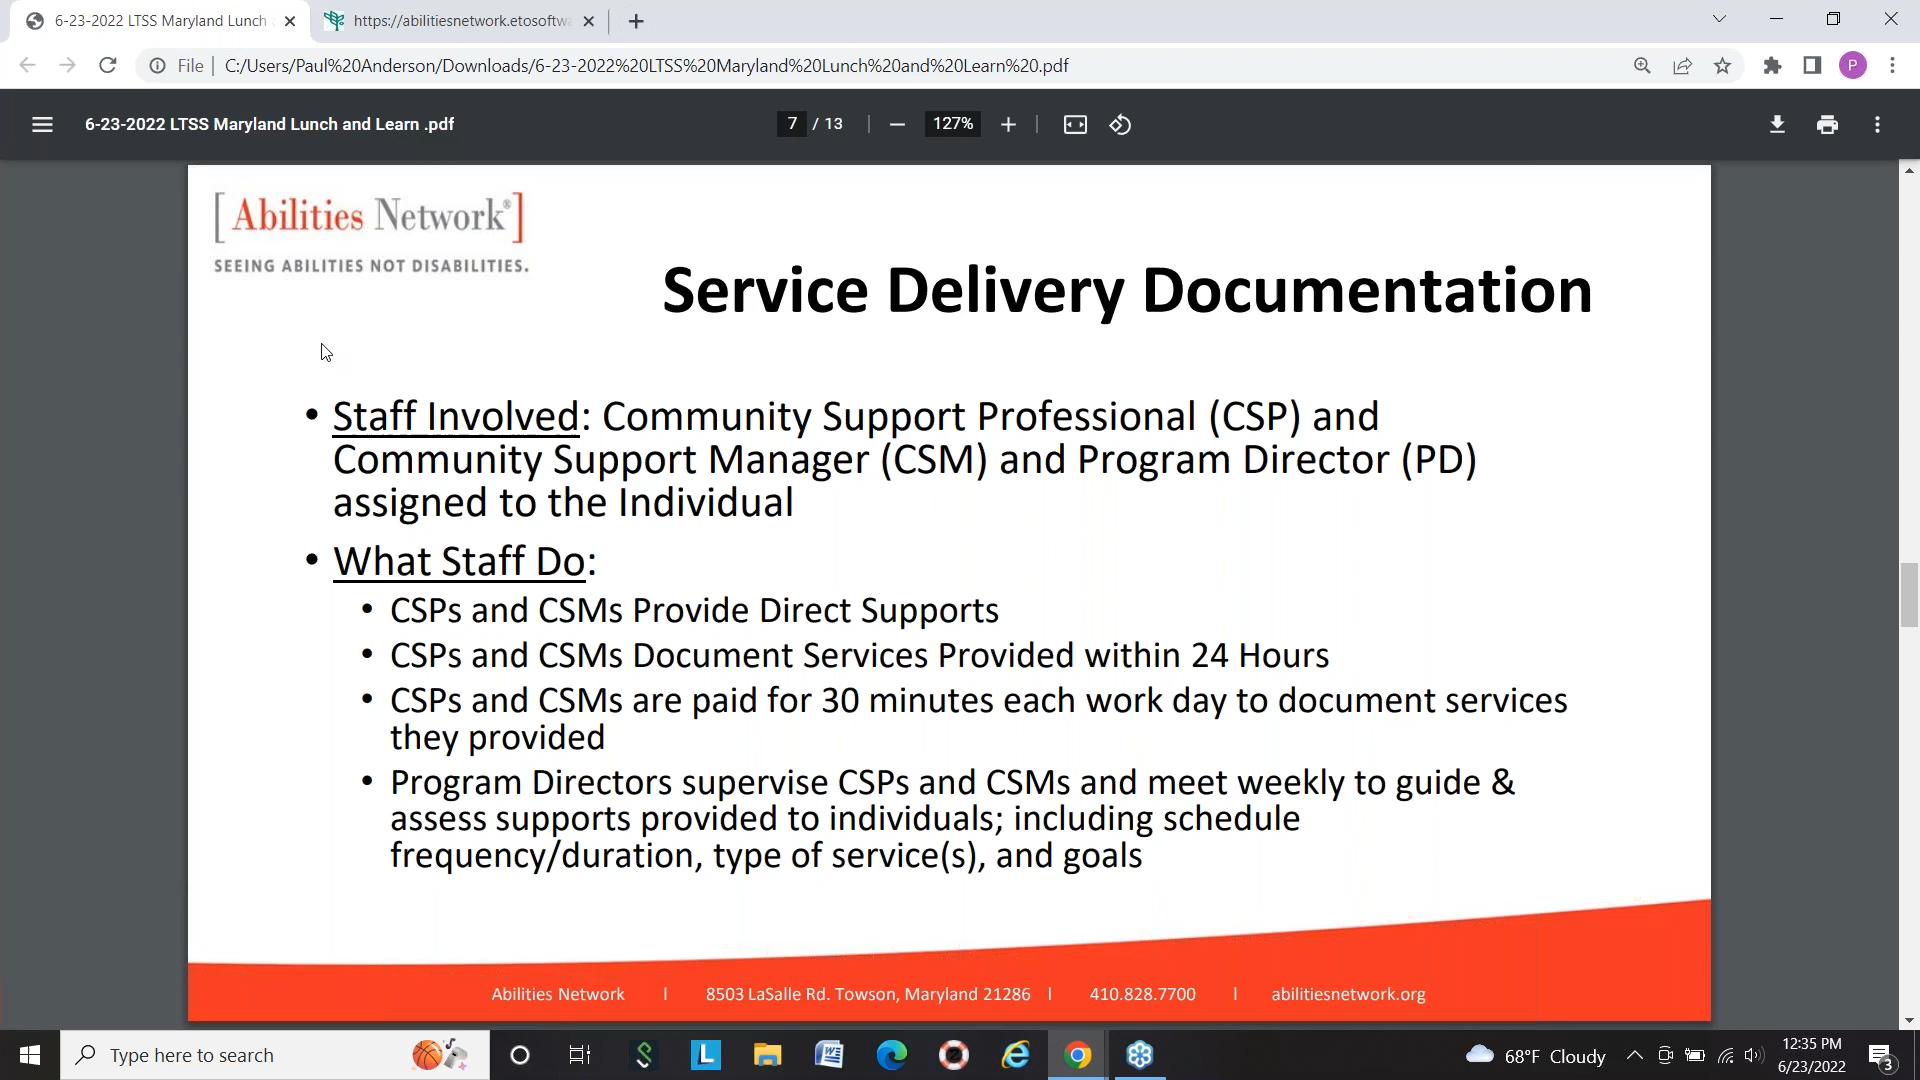 6-23-2022 LTSS Maryland Lunch
https://abilitiesnetwork.etosoftw
File
C:/Users/Paul%20Anderson/Downloads/6-23-2022%20LTSS%20Maryland%20Lunch%20and%20Learn%20.pdf
P
6-23-2022 LTSS Maryland Lunch and Learn .pdf
7 / 13
127%
[Abilities Network®]
SEEING ABILITIES NOT DISABILITIES.
Service Delivery Documentation
• Staff Involved: Community Support Professional (CSP) and
Community Support Manager (CSM) and Program Director (PD)
assigned to the Individual
• What Staff Do:
• CSPs and CSMs Provide Direct Supports
• CSPs and CSMs Document Services Provided within 24 Hours
• CSPs and CSMs are paid for 30 minutes each work day to document services
they provided
• Program Directors supervise CSPs and CSMs and meet weekly to guide &
assess supports provided to individuals; including schedule
frequency/duration, type of service(s), and goals
Abilities Network | 8503 LaSalle Rd. Towson, Maryland 21286 | 410.828.7700 | abilitiesnetwork.org
Type here to search
L
68°F Cloudy
12:35 PM
6/23/2022
3